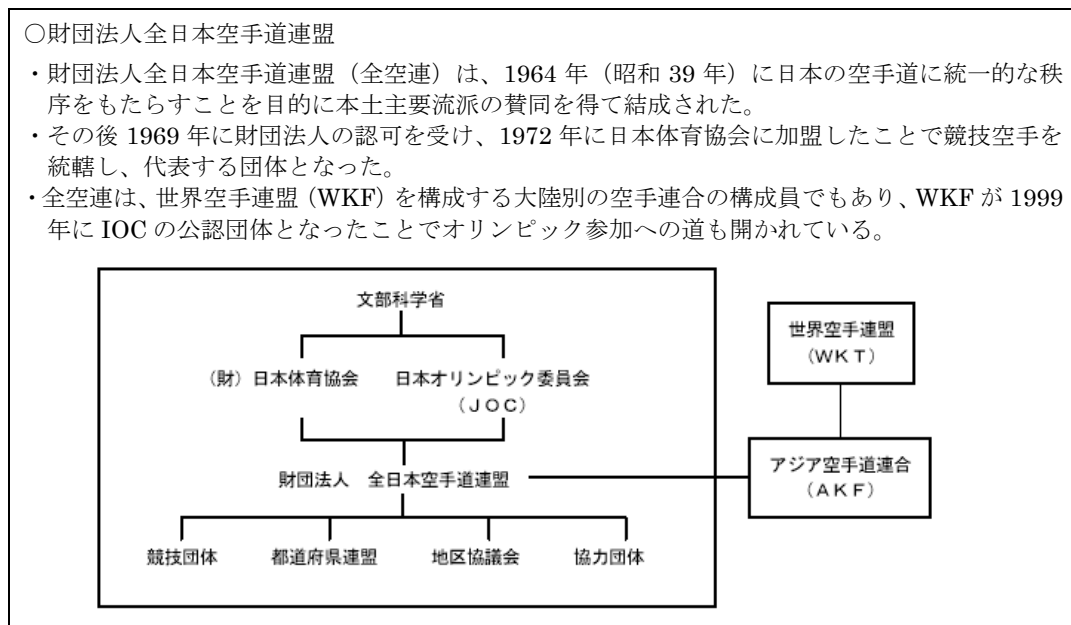 ○財団法人全日本空手道連盟
・財団法人全日本空手道連盟（全空連）は、1964 年（昭和 39 年）に日本の空手道に統一的な秩
序をもたらすことを目的に本土主要流派の賛同を得て結成された。
・その後 1969 年に財団法人の認可を受け、1972 年に日本体育協会に加盟したことで競技空手を
統轄し、代表する団体となった。
・全空連は、世界空手連盟（WKF）を構成する大陸別の空手連合の構成員でもあり、WKF が 1999
年に IOC の公認団体となったことでオリンピック参加への道も開かれている。
文部科学省
世界空手連盟
（ＷＫＴ）
（財）日本体育協会
日本オリンピック委員会
（ＪＯＣ）
アジア空手道連合
（ＡＫＦ）
財団法人　全日本空手道連盟
競技団体
都道府県連盟
地区協議会
協力団体